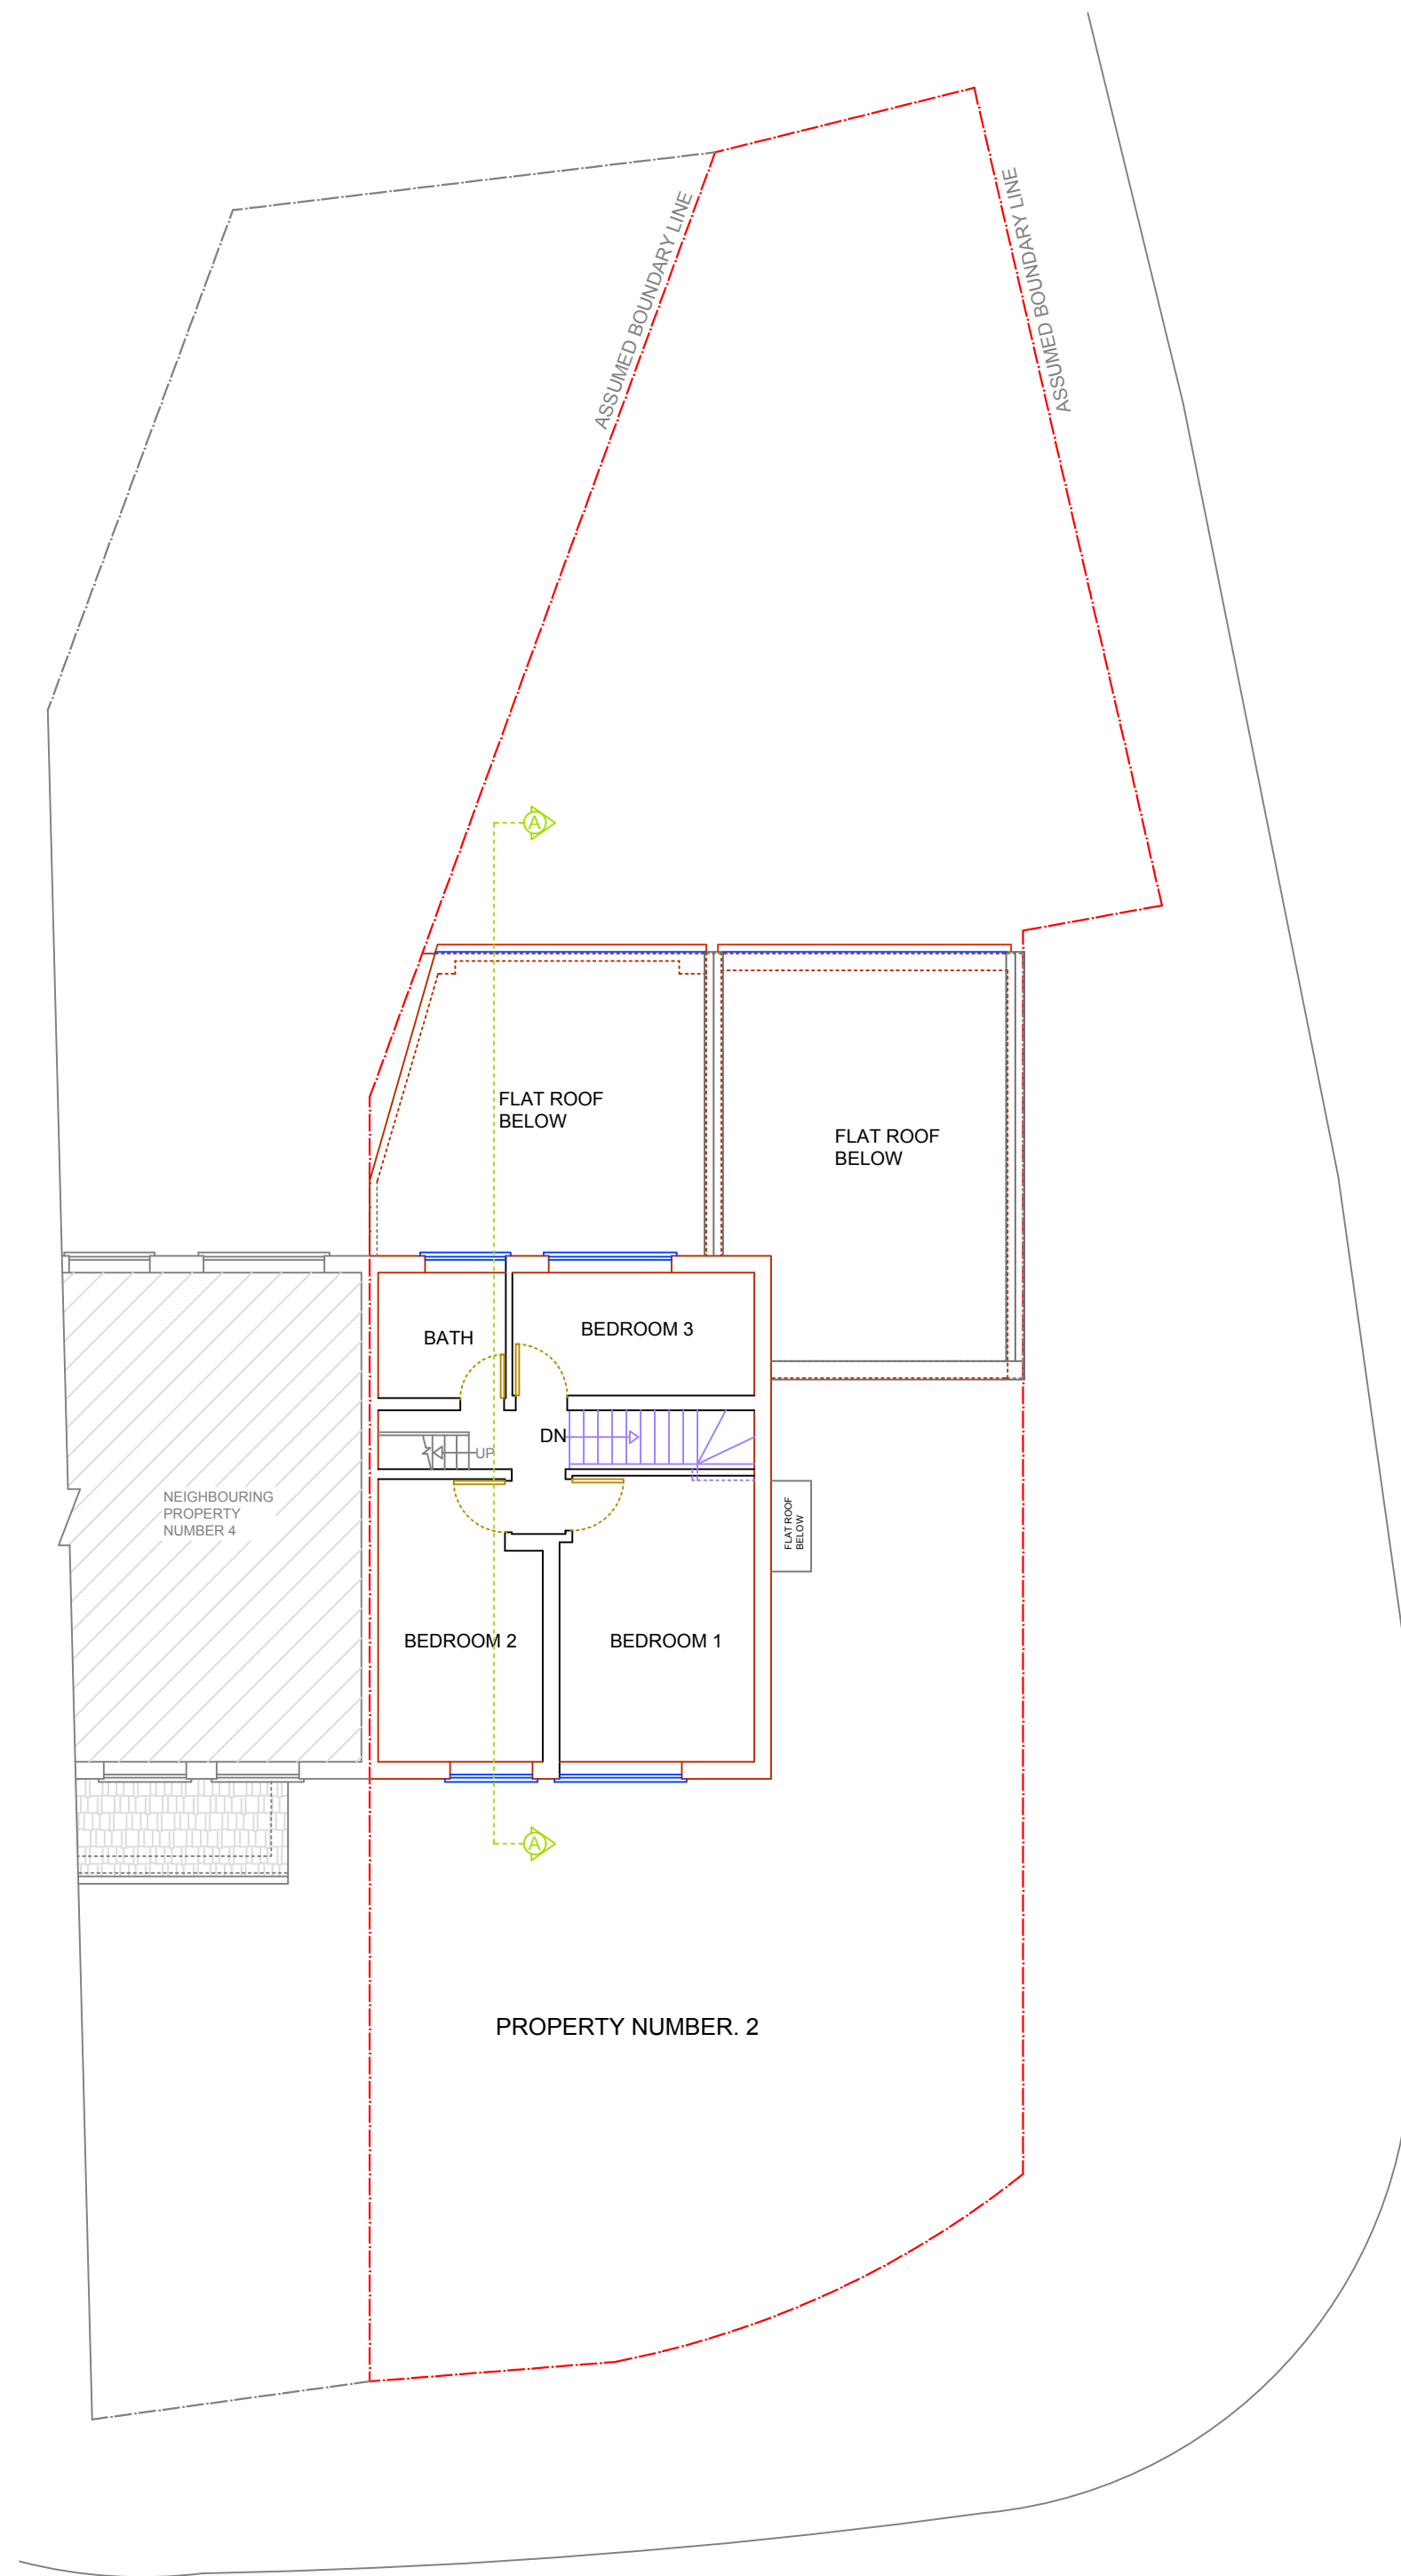 ASSUMED BOUNDARY LINE
ASSUMED BOUNDARY LINE
A
FLAT ROOF
BELOW
FLAT ROOF
BELOW
BATH
BEDROOM 3
DN
UP
NEIGHBOURING
PROPERTY
NUMBER 4
FLAT ROOF
BELOW
BEDROOM 2
BEDROOM 1
A
PROPERTY NUMBER. 2